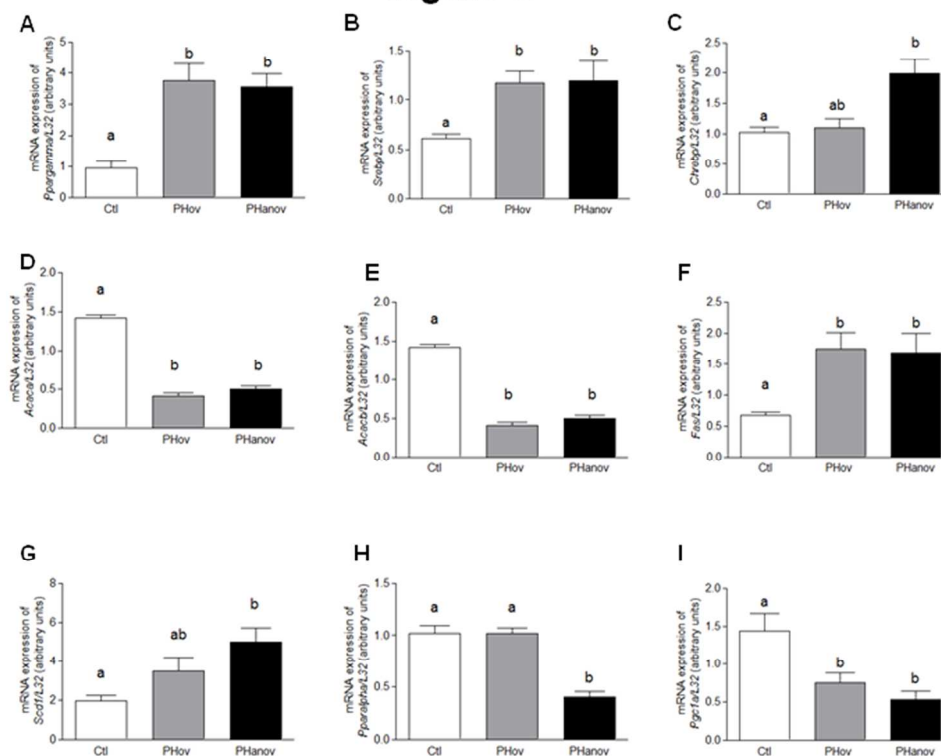 A
mRNA expression of
Ppargamma/L32 (arbitrary units)
5
4
3
2
1
0
a
b
b
Ctl
PHov
PHanov
B
mRNA expression of
Srebp/L32 (arbitrary units)
1.5
1.0
0.5
0.0
a
b
b
Ctl
PHov
PHanov
C
mRNA expression of
Chrebp/L32 (arbitrary units)
2.5
2.0
1.5
1.0
0.5
0.0
a
ab
b
Ctl
PHov
PHanov
D
mRNA expression of
Acaca/L32 (arbitrary units)
2.0
1.5
1.0
0.5
0.0
a
b
b
Ctl
PHov
PHanov
E
mRNA expression of
Acacb/L32 (arbitrary units)
2.0
1.5
1.0
0.5
0.0
a
b
b
Ctl
PHov
PHanov
F
mRNA expression of
Fas/L32 (arbitrary units)
2.5
2.0
1.5
1.0
0.5
0.0
a
b
b
Ctl
PHov
PHanov
G
mRNA expression of
Scd1/L32 (arbitrary units)
8
6
4
2
0
a
ab
b
Ctl
PHov
PHanov
H
mRNA expression of
Pparalpha/L32 (arbitrary units)
1.5
1.0
0.5
0.0
a
a
b
Ctl
PHov
PHanov
I
mRNA expression of
Pgc1a/L32 (arbitrary units)
2.0
1.5
1.0
0.5
0.0
a
b
b
Ctl
PHov
PHanov